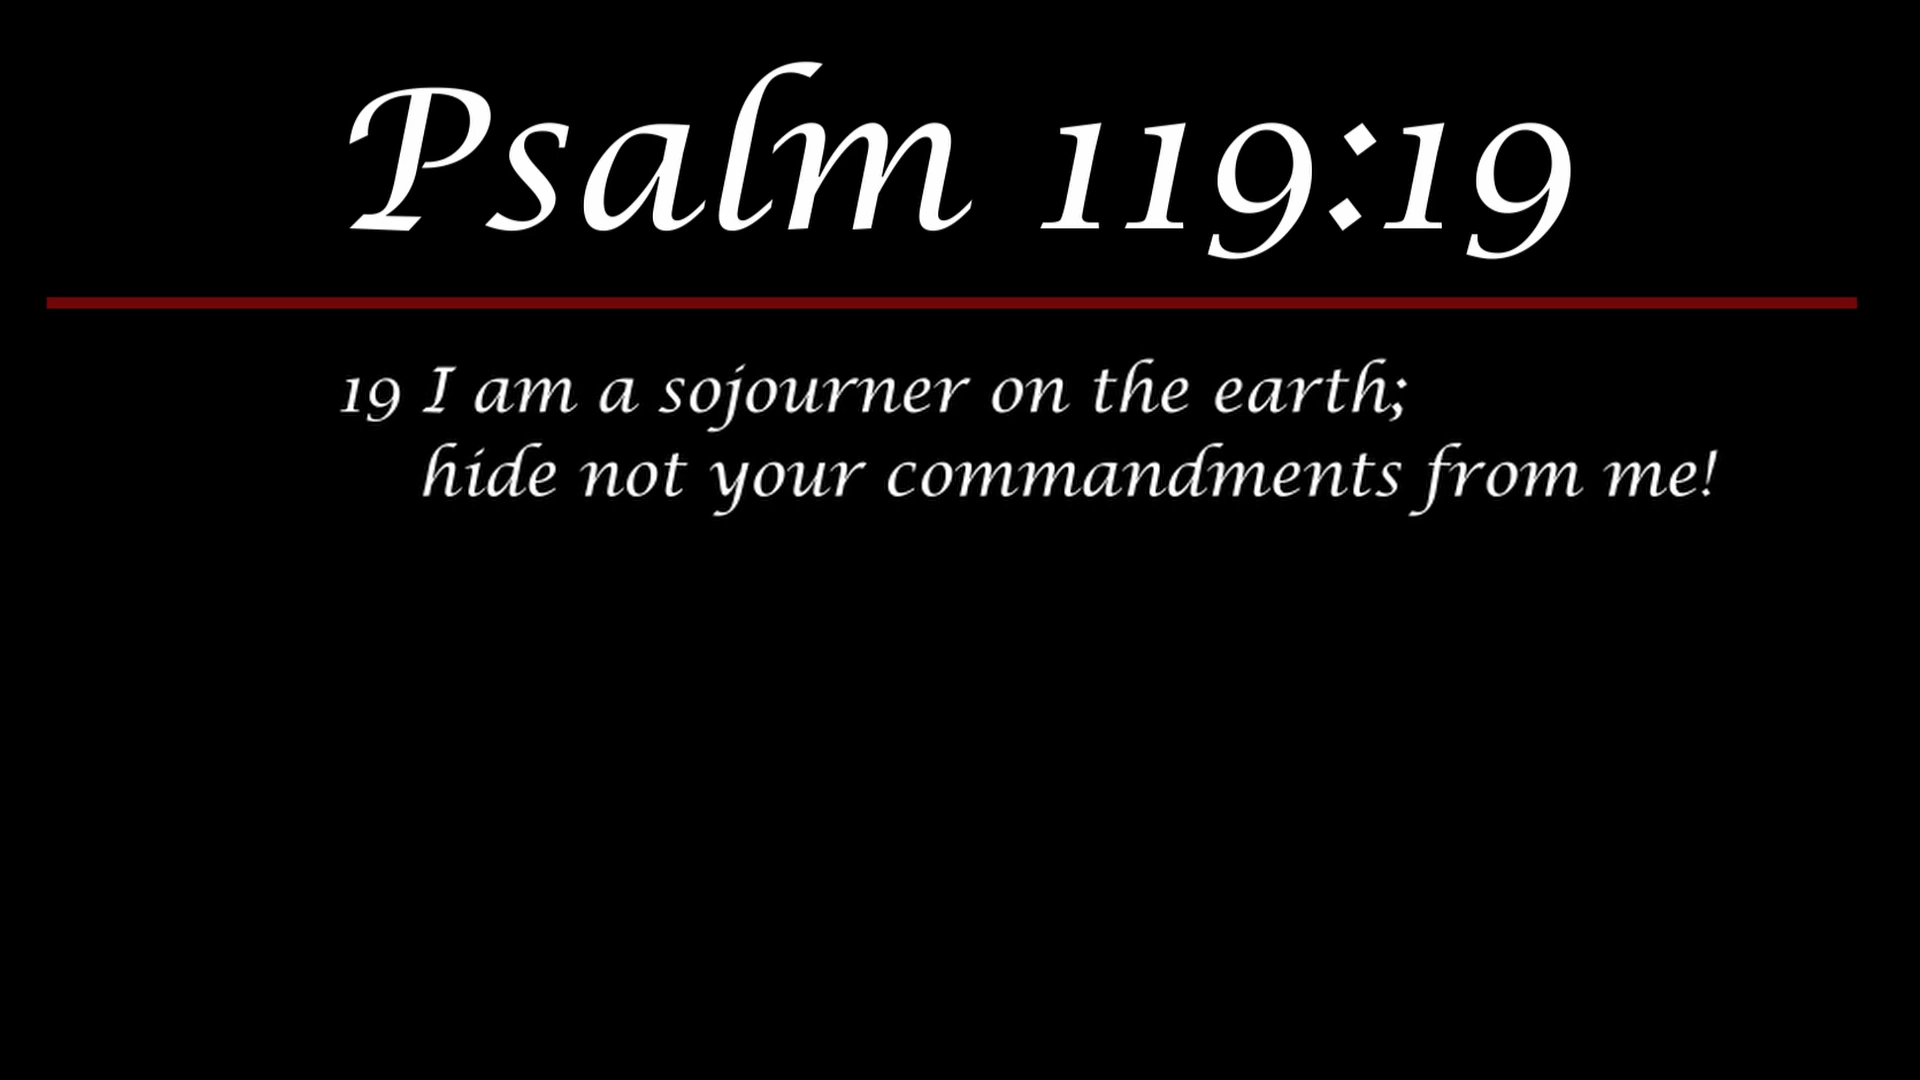 Psalm 119:19
19 I am a sojourner on the earth;
hide not your commandments from me!